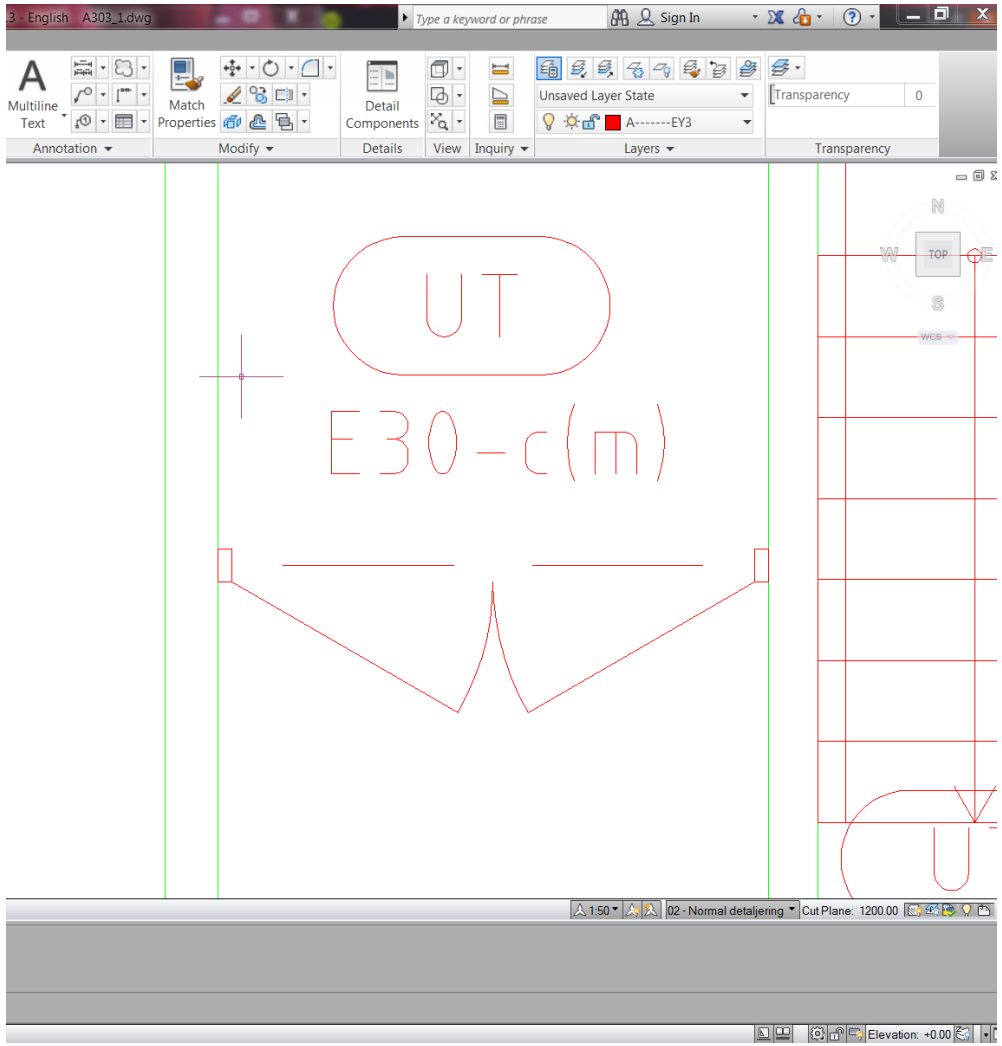 .3 - English A303_1.dwg
Type a keyword or phrase
Sign In
A
Multiline
Text
Match
Properties
Detail
Components
Unsaved Layer State
A-------EY3
Transparency 0
Annotation
Modify
Details
View
Inquiry
Layers
Transparency
N
W
TOP
E
S
WCS
UT
E30-c(m)
U
1:50
02 - Normal detaljering
Cut Plane: 1200.00
Elevation: +0.00